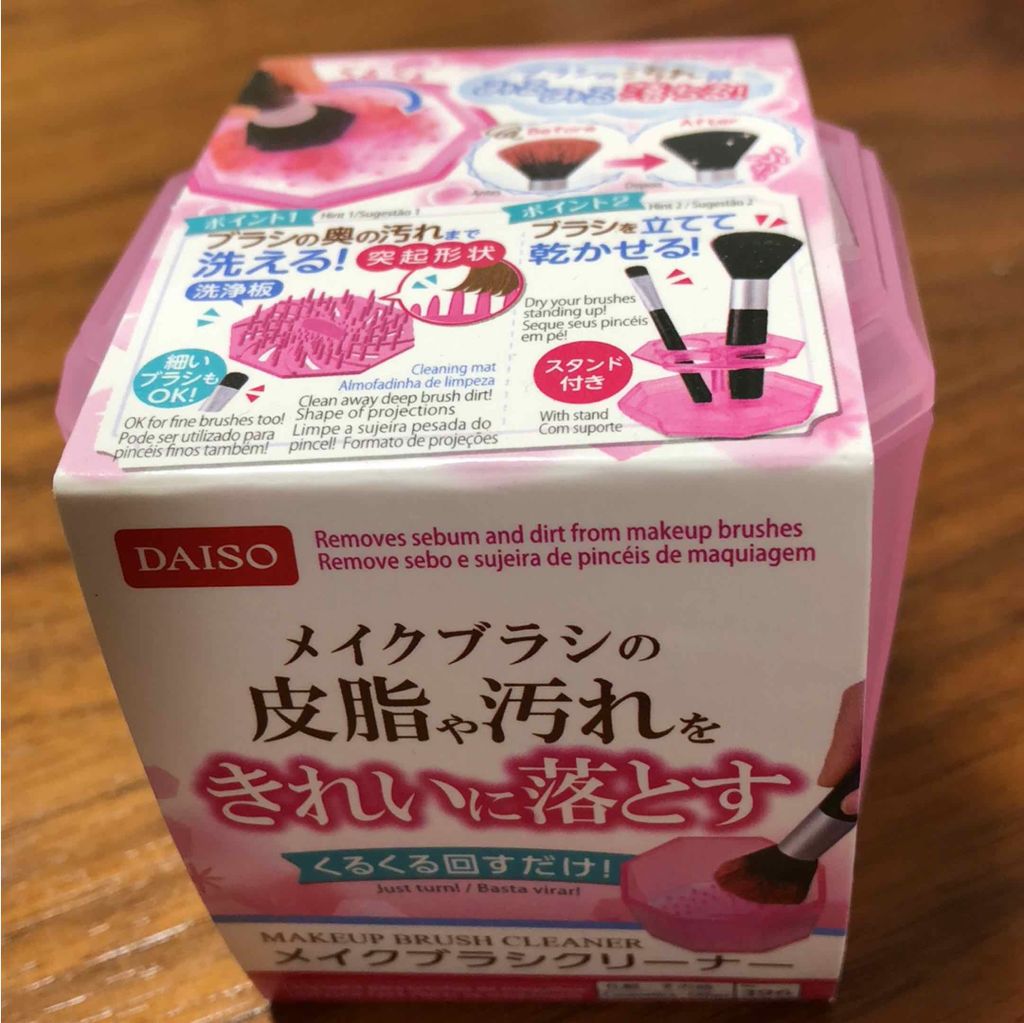 Before
After
Antes
ポイント1 Hint 1/Sugestão 1
ブラシの奥の汚れまで
洗える! 突起形状
洗浄板
細い
ブラシも
OK!
OK for fine brushes too!
Pode ser utilizado para
pincéis finos também!
Cleaning mat
Almofadinha de limpeza
Clean away deep brush dirt!
Shape of projections
Limpe a sujeira pesada do
pincel! Formato de projeções
ポイント2 Hint 2/Sugestão 2
ブラシを立てて
乾かせる!
Dry your brushes
standing up!
Seque seus pincéis
em pé!
スタンド
付き
With stand
Com suporte
DAISO
Removes sebum and dirt from makeup brushes
Remove sebo e sujeira de pincéis de maquiagem
メイクブラシの
皮脂や汚れを
きれいに落とす
くるくる回すだけ!
Just turn! / Basta virar!
MAKEUP BRUSH CLEANER
メイクブラシクリーナー